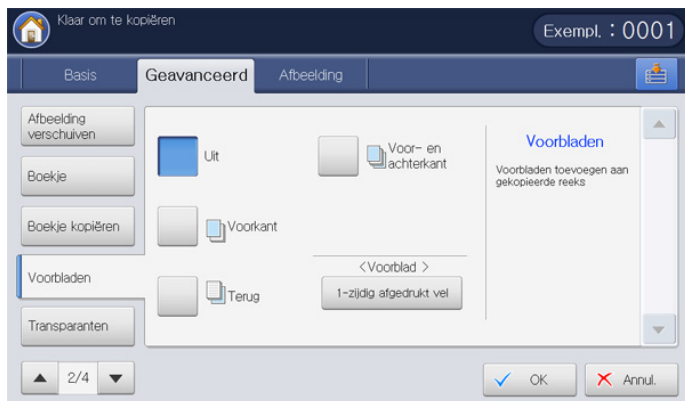 Klaar om te kopiëren
Exempl. : 0001
Basis
Geavanceerd
Afbeelding
Afbeelding
verschuiven
Boekje
Boekje kopiëren
Voorbladen
Transparanten
2/4
Uit
Voor- en
achterkant
Voorkant
Terug
<Voorblad >
1-zijdig afgedrukt vel
Voorbladen
Voorbladen toevoegen aan
gekopieerde reeks
OK
Annul.